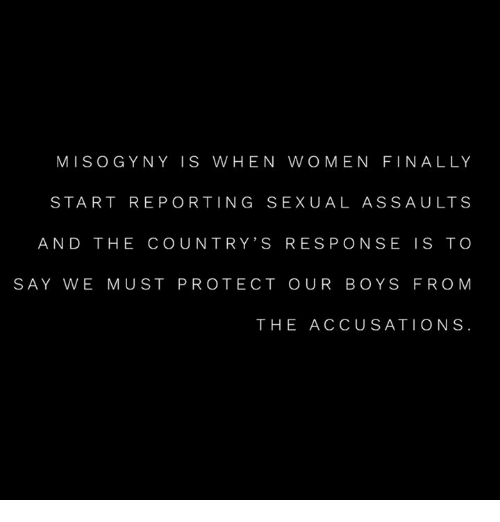 MISOGYNY IS WHEN WOMEN FINALLY
START REPORTING SEXUAL ASSAULTS
AND THE COUNTRY'S RESPONSE IS TO
SAY WE MUST PROTECT OUR BOYS FROM
THE ACCUSATIONS.